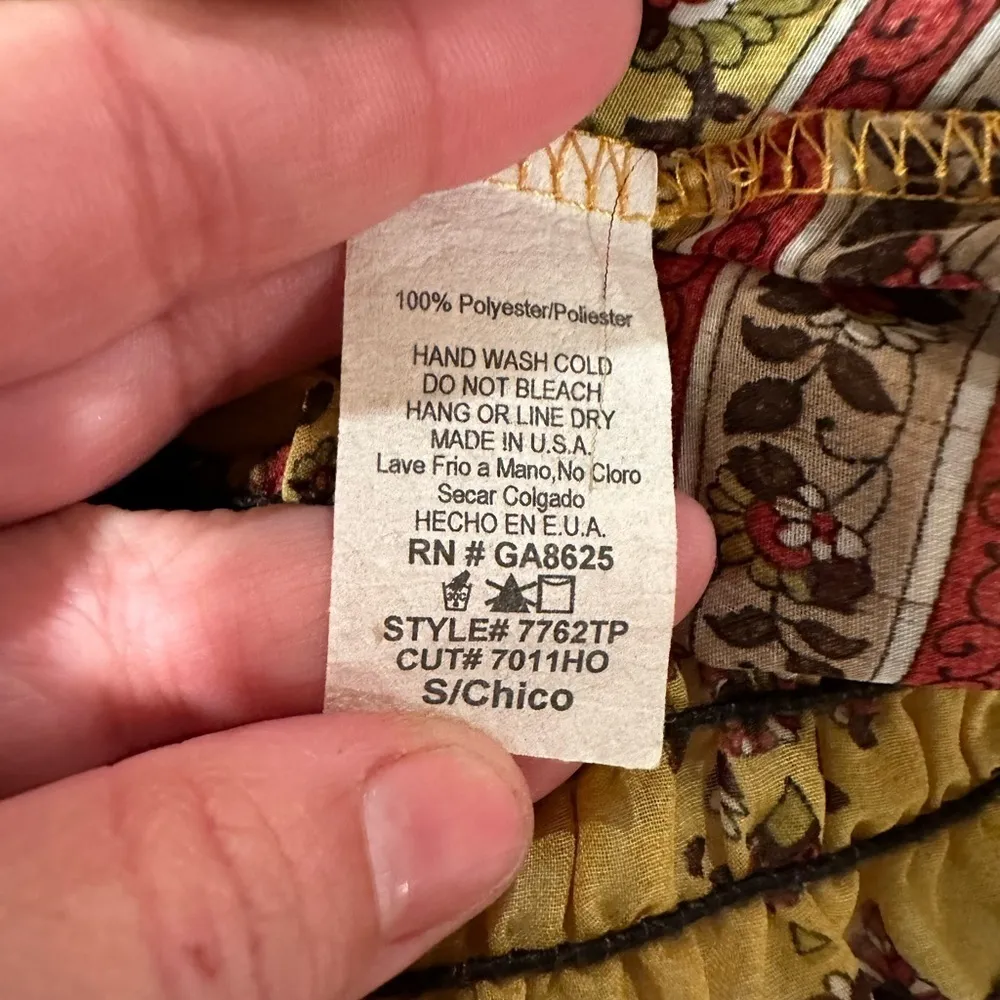 100% Polyester/Poliester
HAND WASH COLD
DO NOT BLEACH
HANG OR LINE DRY
MADE IN U.S.A.
Lave Frio a Mano,No Cloro
Secar Colgado
HECHO EN E.U.A.
RN # GA8625
30C
STYLE# 7762TP
CUT# 7011HO
S/Chico